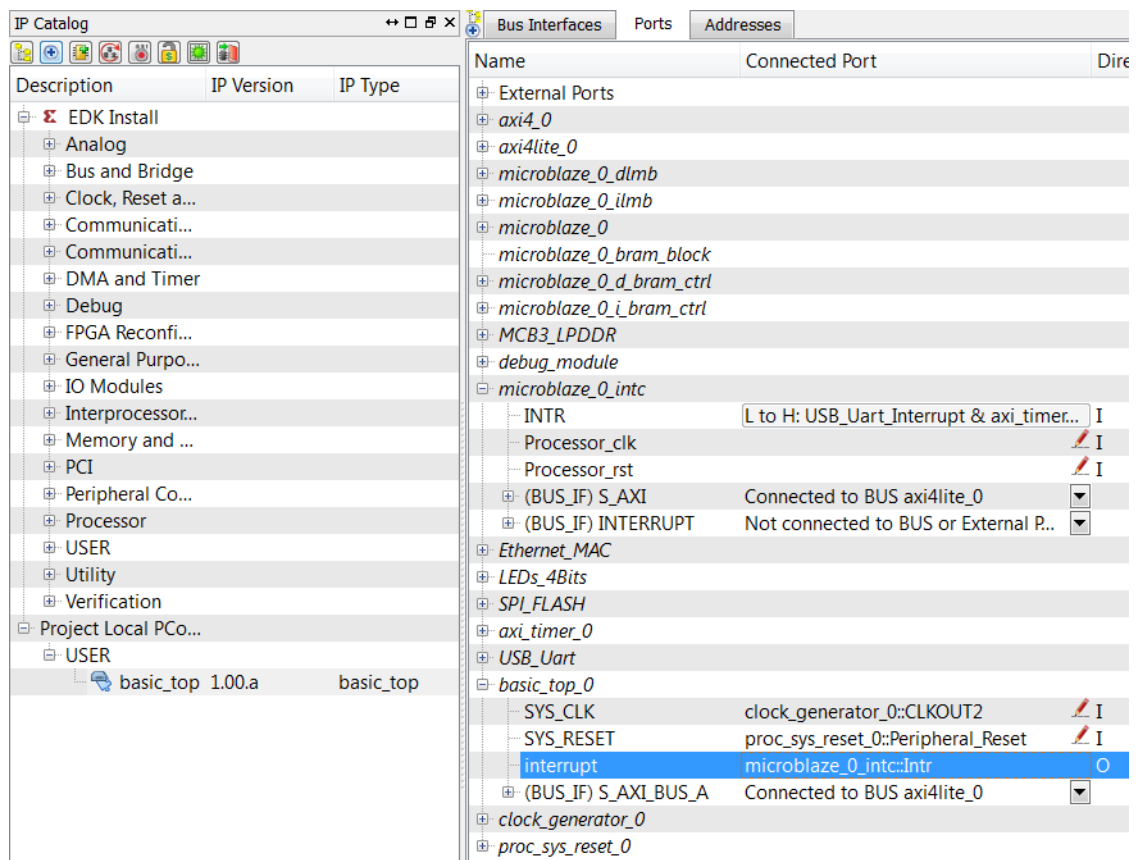 IP Catalog
Description IP Version IP Type
EDK Install
Analog
Bus and Bridge
Clock, Reset a...
Communicati...
Communicati...
DMA and Timer
Debug
FPGA Reconfi...
General Purpo...
IO Modules
Interprocessor...
Memory and ...
PCI
Peripheral Co...
Processor
USER
Utility
Verification
Project Local PCo...
USER
basic_top 1.00.a basic_top
Bus Interfaces Ports Addresses
Name Connected Port Dire
External Ports
axi4_0
axi4lite_0
microblaze_0_dlmb
microblaze_0_ilmb
microblaze_0
microblaze_0_bram_block
microblaze_0_d_bram_ctrl
microblaze_0_i_bram_ctrl
MCB3_LPDDR
debug_module
microblaze_0_intc
INTR L to H: USB_Uart_Interrupt & axi_timer... I
Processor_clk I
Processor_rst I
(BUS_IF) S_AXI Connected to BUS axi4lite_0
(BUS_IF) INTERRUPT Not connected to BUS or External P...
Ethernet_MAC
LEDs_4Bits
SPI_FLASH
axi_timer_0
USB_Uart
basic_top_0
SYS_CLK clock_generator_0::CLKOUT2 I
SYS_RESET proc_sys_reset_0::Peripheral_Reset I
interrupt microblaze_0_intc::Intr O
(BUS_IF) S_AXI_BUS_A Connected to BUS axi4lite_0
clock_generator_0
proc_sys_reset_0